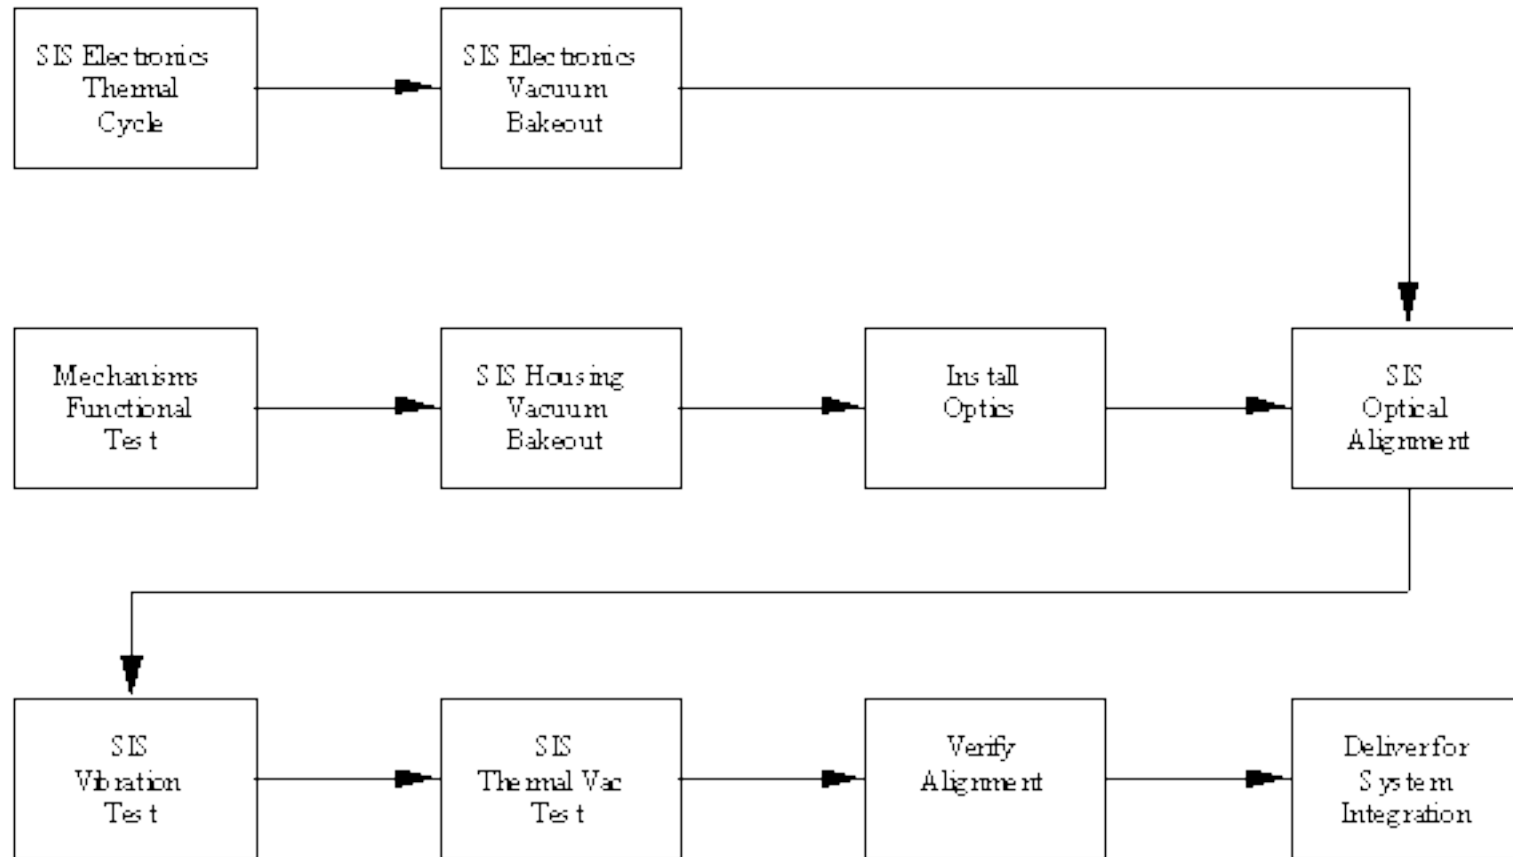 SIS Electronics
Thermal
Cycle
SIS Electronics
Vacuum
Bakeout
Mechanisms
Functional
Test
SIS Housing
Vacuum
Bakeout
Install
Optics
SIS
Optical
Alignment
SIS
Vibration
Test
SIS
Thermal Vac
Test
Verify
Alignment
Deliver for
System
Integration